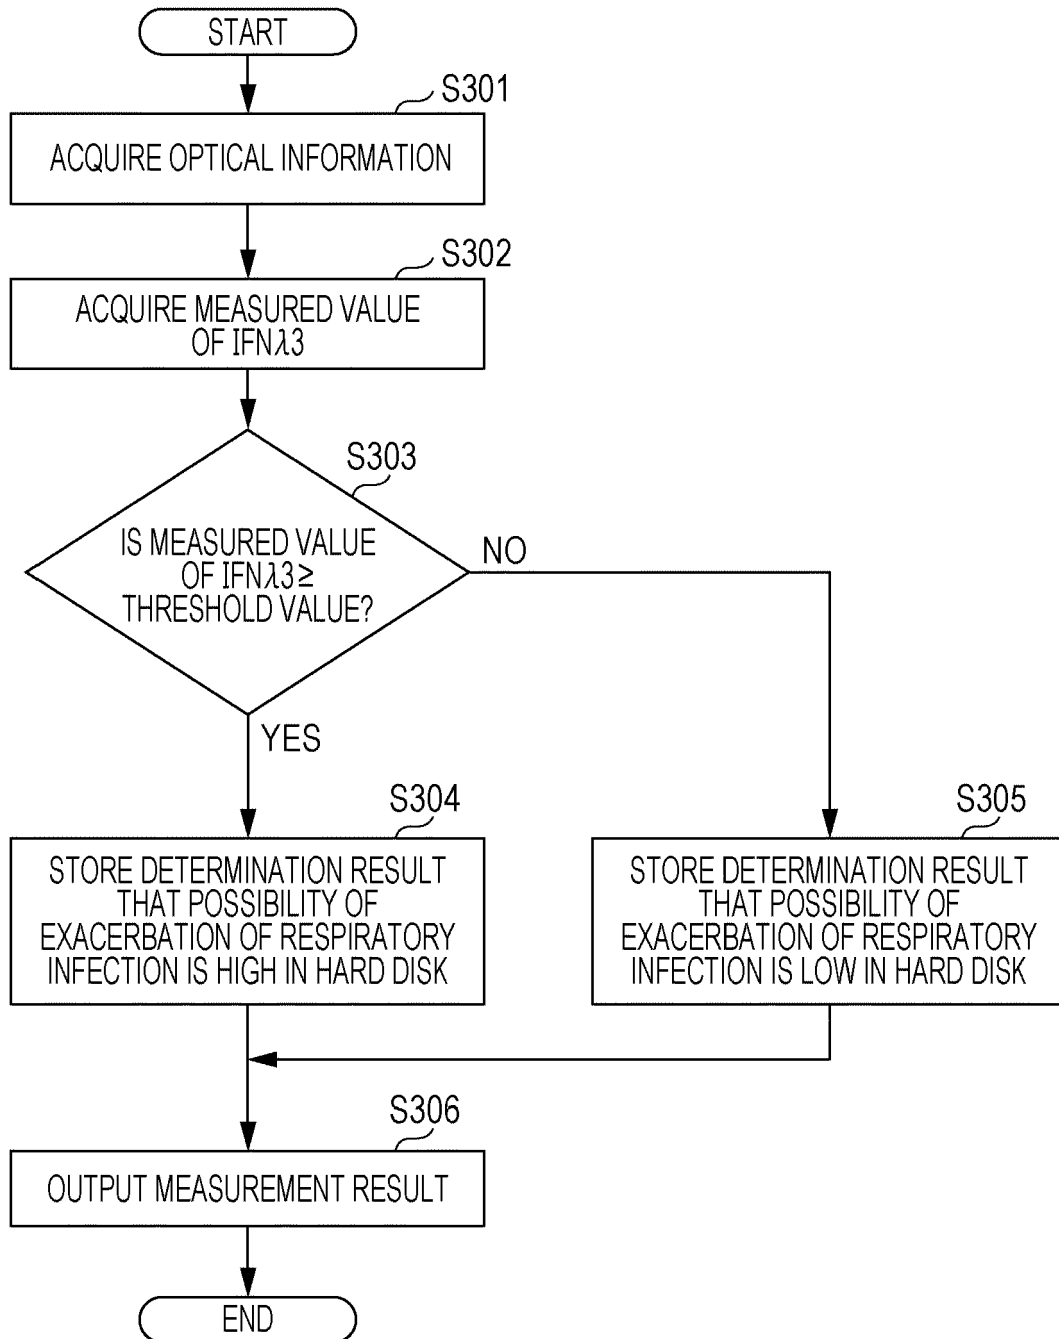 START
S301
ACQUIRE OPTICAL INFORMATION
S302
ACQUIRE MEASURED VALUE
OF IFNλ3
S303
IS MEASURED VALUE
OF IFNλ3≥
THRESHOLD VALUE?
NO
YES
S304
STORE DETERMINATION RESULT
THAT POSSIBILITY OF
EXACERBATION OF RESPIRATORY
INFECTION IS HIGH IN HARD DISK
S305
STORE DETERMINATION RESULT
THAT POSSIBILITY OF
EXACERBATION OF RESPIRATORY
INFECTION IS LOW IN HARD DISK
S306
OUTPUT MEASUREMENT RESULT
END